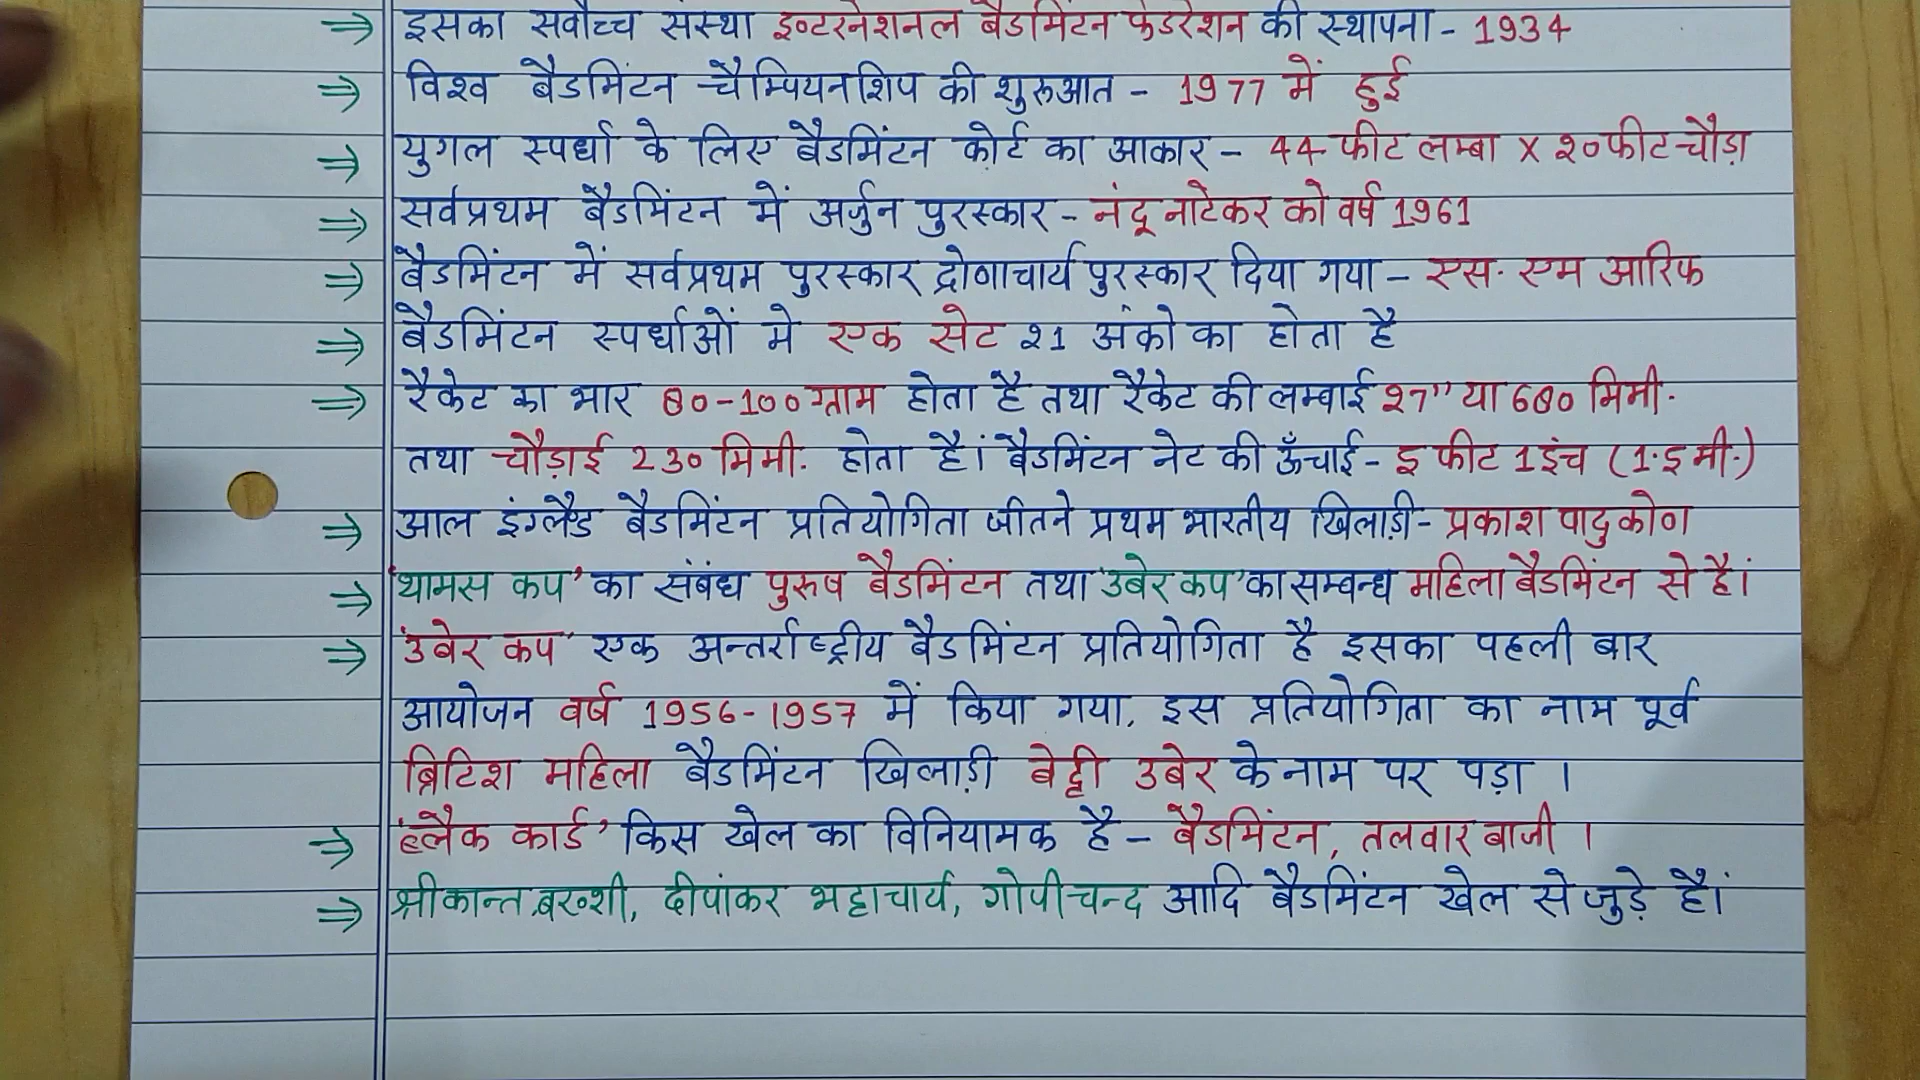 ⇒ इसका सर्वोच्च संस्था इण्टरनेशनल बैडमिंटन फेडरेशन की स्थापना - 1934
⇒ विश्व बैडमिंटन चैम्पियनशिप की शुरुआत - 1977 में हुई
⇒ युगल स्पर्धा के लिए बैडमिंटन कोर्ट का आकार - 44 फीट लम्बा x २० फीट चौड़ा
⇒ सर्वप्रथम बैडमिंटन में अर्जुन पुरस्कार - नंदू नाटेकर को वर्ष 1961
⇒ बैडमिंटन में सर्वप्रथम पुरस्कार द्रोणाचार्य पुरस्कार दिया गया - एस. एम आरिफ
⇒ बैडमिंटन स्पर्धाओं मे एक सेट २1 अंको का होता है
⇒ रैकेट का भार 80-100 ग्राम होता है तथा रैकेट की लम्बाई २7" या 680 मिमी.
तथा चौड़ाई 230 मिमी. होता है। बैडमिंटन नेट की ऊँचाई - 5 फीट 1 इंच (1.5 मी.)
⇒ आल इंग्लैंड बैडमिंटन प्रतियोगिता जीतने प्रथम भारतीय खिलाड़ी - प्रकाश पादुकोण
⇒ 'थामस कप' का संबंध पुरुष बैडमिंटन तथा 'उबेर कप' का सम्बन्ध महिला बैडमिंटन से है।
⇒ 'उबेर कप' एक अन्तर्राष्ट्रीय बैडमिंटन प्रतियोगिता है इसका पहली बार
आयोजन वर्ष 1956-1957 में किया गया, इस प्रतियोगिता का नाम पूर्व
ब्रिटिश महिला बैडमिंटन खिलाड़ी बेट्टी उबेर के नाम पर पड़ा ।
⇒ 'ब्लैक कार्ड' किस खेल का विनियामक है - बैडमिंटन, तलवार बाजी ।
⇒ श्रीकान्त, बख्शी, दीपांकर भट्टाचार्य, गोपीचन्द आदि बैडमिंटन खेल से जुड़े है।